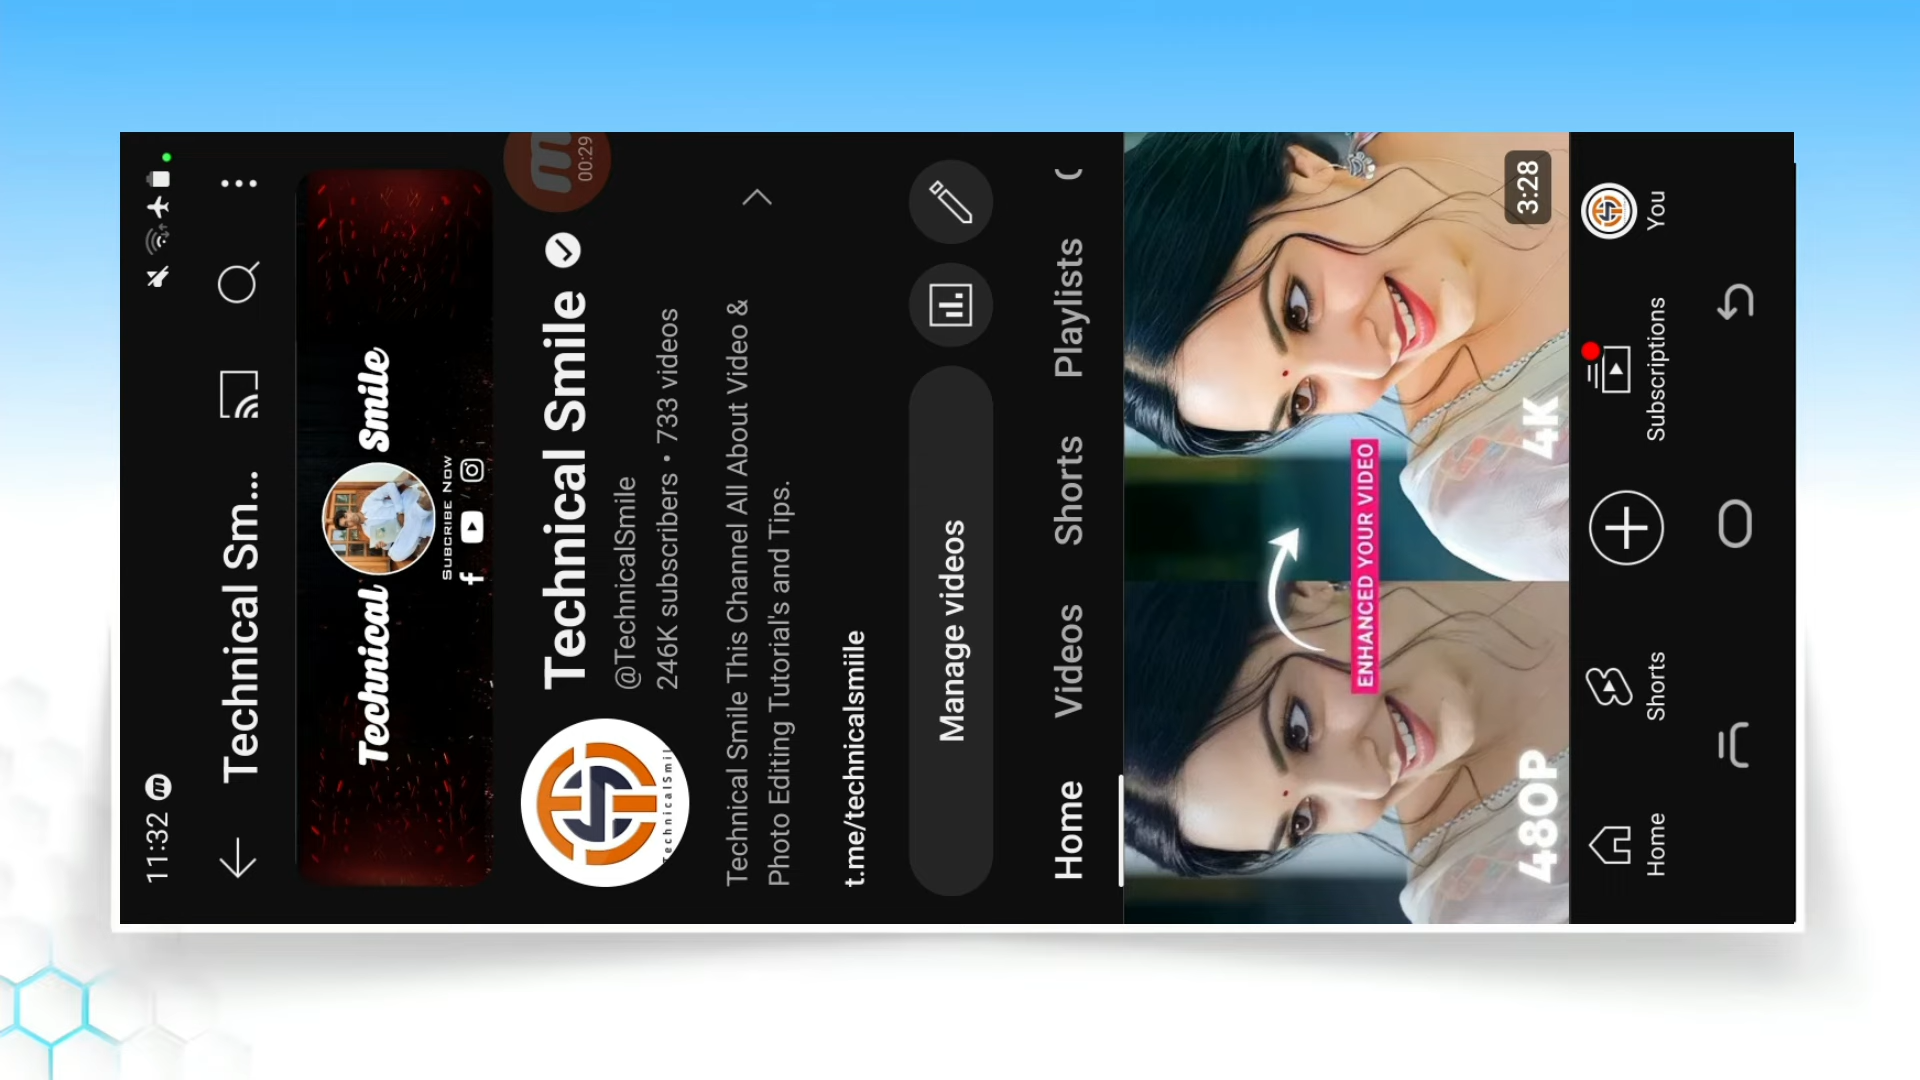 11:32
Technical Sm...
Technical Smile
SUBCRIBE NOW
00:29
TechnicalSmil
Technical Smile
@TechnicalSmile
246K subscribers • 733 videos
Technical Smile This Channel All About Video &
Photo Editing Tutorial's and Tips.
t.me/technicalsmiile
Manage videos
Home Videos Shorts Playlists
ENHANCED YOUR VIDEO
480P 4K
3:28
Home Shorts Subscriptions You